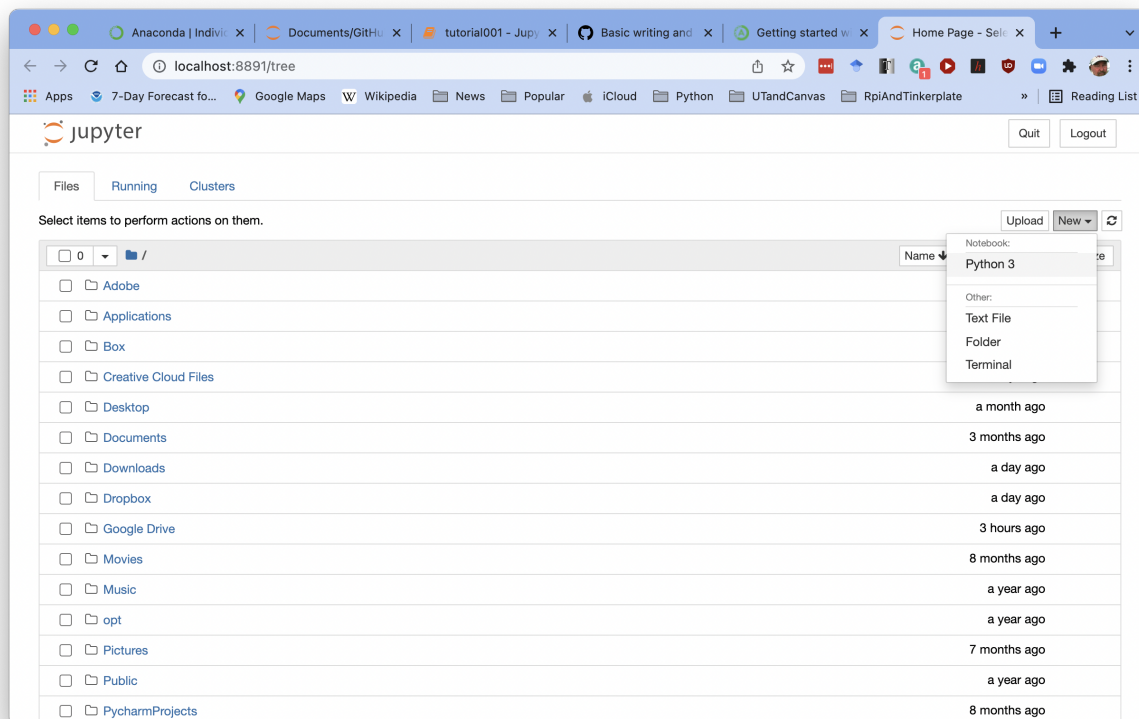 Anaconda | Individ
Documents/GitHu
tutorial001 - Jupy
Basic writing and
Getting started w
Home Page - Sele
localhost:8891/tree
Apps
7-Day Forecast fo...
Google Maps
W Wikipedia
News
Popular
iCloud
Python
UTandCanvas
RpiAndTinkerplate
»
Reading List
jupyter
Quit
Logout
Files
Running
Clusters
Select items to perform actions on them.
Upload
New
0
/
Name
ze
Notebook:
Python 3
Other:
Text File
Folder
Terminal
Adobe
Applications
Box
Creative Cloud Files
Desktop
a month ago
Documents
3 months ago
Downloads
a day ago
Dropbox
a day ago
Google Drive
3 hours ago
Movies
8 months ago
Music
a year ago
opt
a year ago
Pictures
7 months ago
Public
a year ago
PycharmProjects
8 months ago